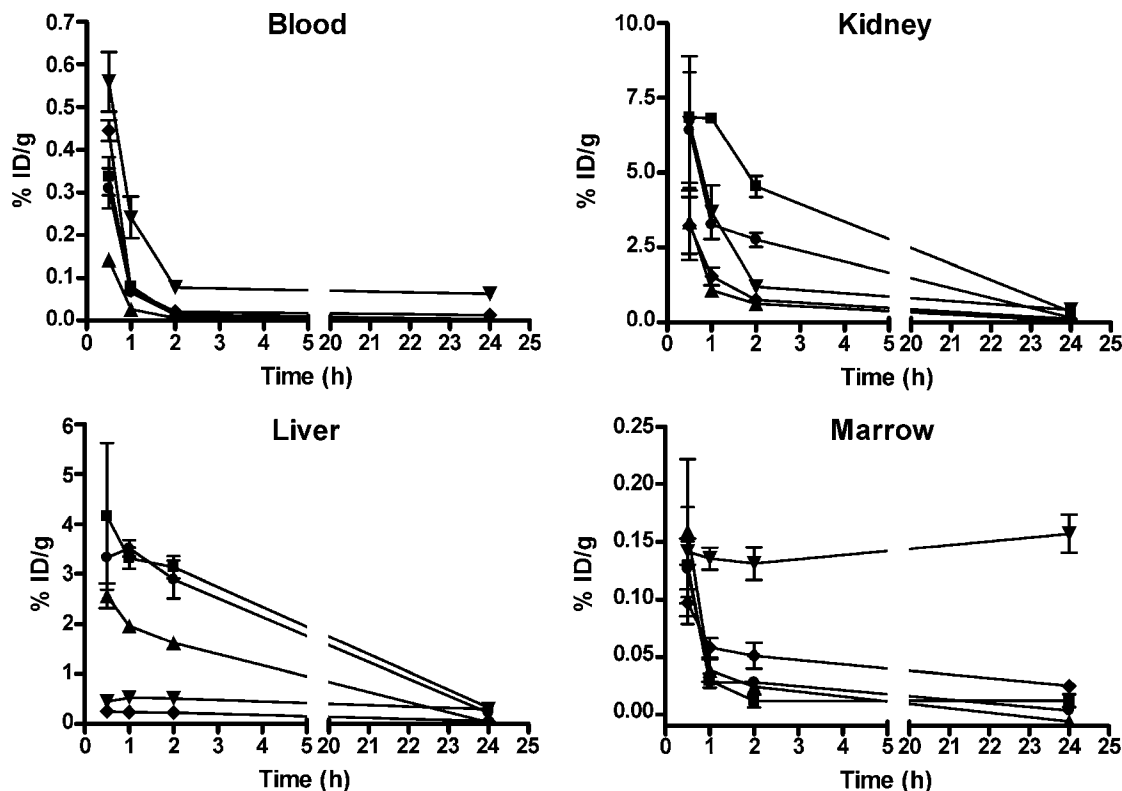 Blood
% ID/g
0.7
0.6
0.5
0.4
0.3
0.2
0.1
0.0
0 1 2 3 4 5 20 21 22 23 24 25
Time (h)
Kidney
% ID/g
10.0
7.5
5.0
2.5
0.0
0 1 2 3 4 5 20 21 22 23 24 25
Time (h)
Liver
% ID/g
6
5
4
3
2
1
0
0 1 2 3 4 5 20 21 22 23 24 25
Time (h)
Marrow
% ID/g
0.25
0.20
0.15
0.10
0.05
0.00
0 1 2 3 4 5 20 21 22 23 24 25
Time (h)